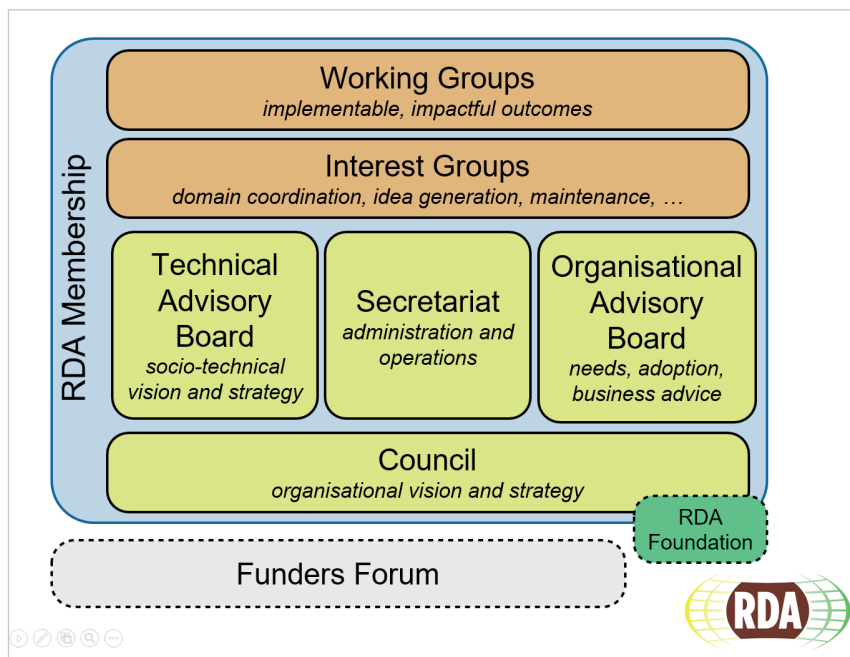 RDA Membership
Working Groups
implementable, impactful outcomes
Interest Groups
domain coordination, idea generation, maintenance, …
Technical
Advisory
Board
socio-technical
vision and strategy
Secretariat
administration and
operations
Organisational
Advisory
Board
needs, adoption,
business advice
Council
organisational vision and strategy
RDA
Foundation
Funders Forum
RDA